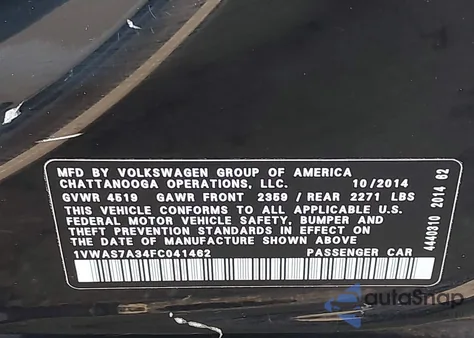 MFD BY VOLKSWAGEN GROUP OF AMERICA
CHATTANOOGA OPERATIONS, LLC. 10/2014
GVWR 4519 GAWR FRONT 2359 / REAR 2271 LBS
THIS VEHICLE CONFORMS TO ALL APPLICABLE U.S.
FEDERAL MOTOR VEHICLE SAFETY, BUMPER AND
THEFT PREVENTION STANDARDS IN EFFECT ON THE
DATE OF MANUFACTURE SHOWN ABOVE
1VWAS7A34FC041462 PASSENGER CAR
4440310 2014 62
autoSnap